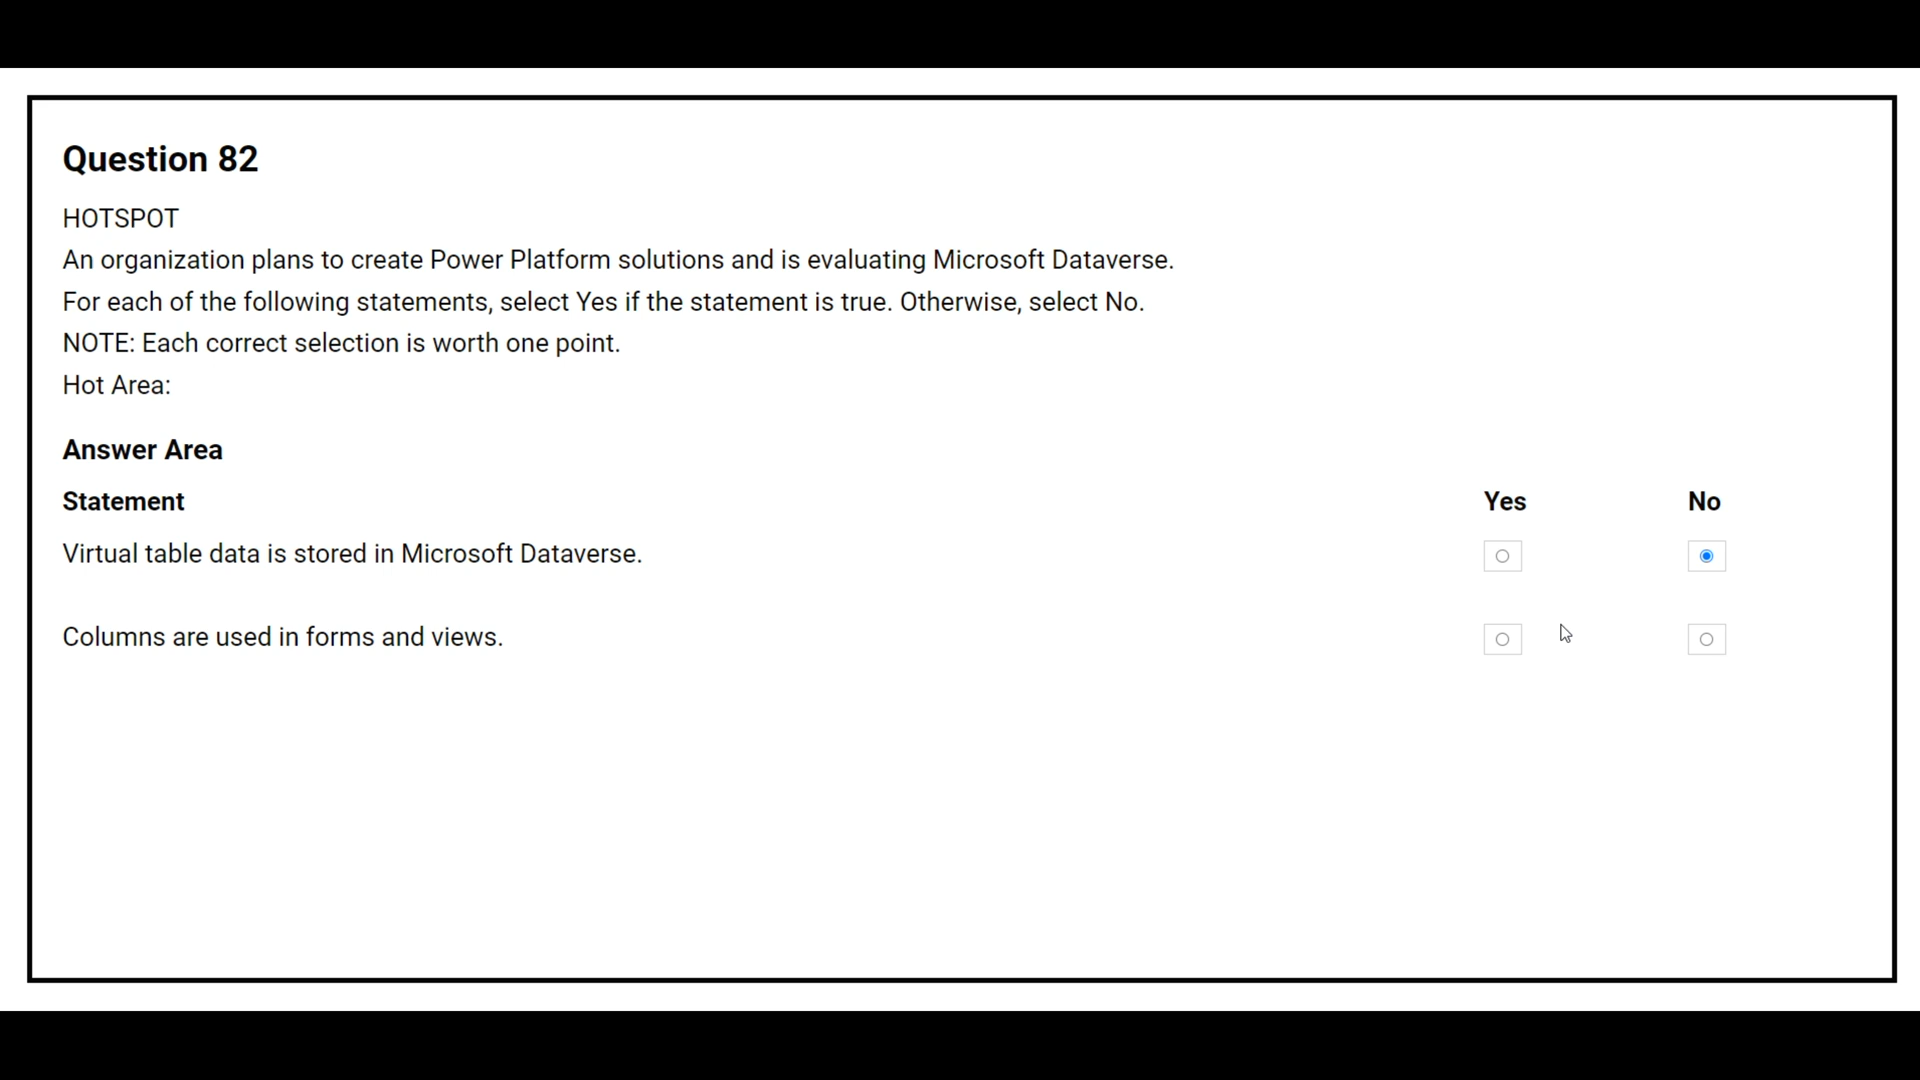 Question 82
HOTSPOT
An organization plans to create Power Platform solutions and is evaluating Microsoft Dataverse.
For each of the following statements, select Yes if the statement is true. Otherwise, select No.
NOTE: Each correct selection is worth one point.
Hot Area:
Answer Area
Statement Yes No
Virtual table data is stored in Microsoft Dataverse.
Columns are used in forms and views.